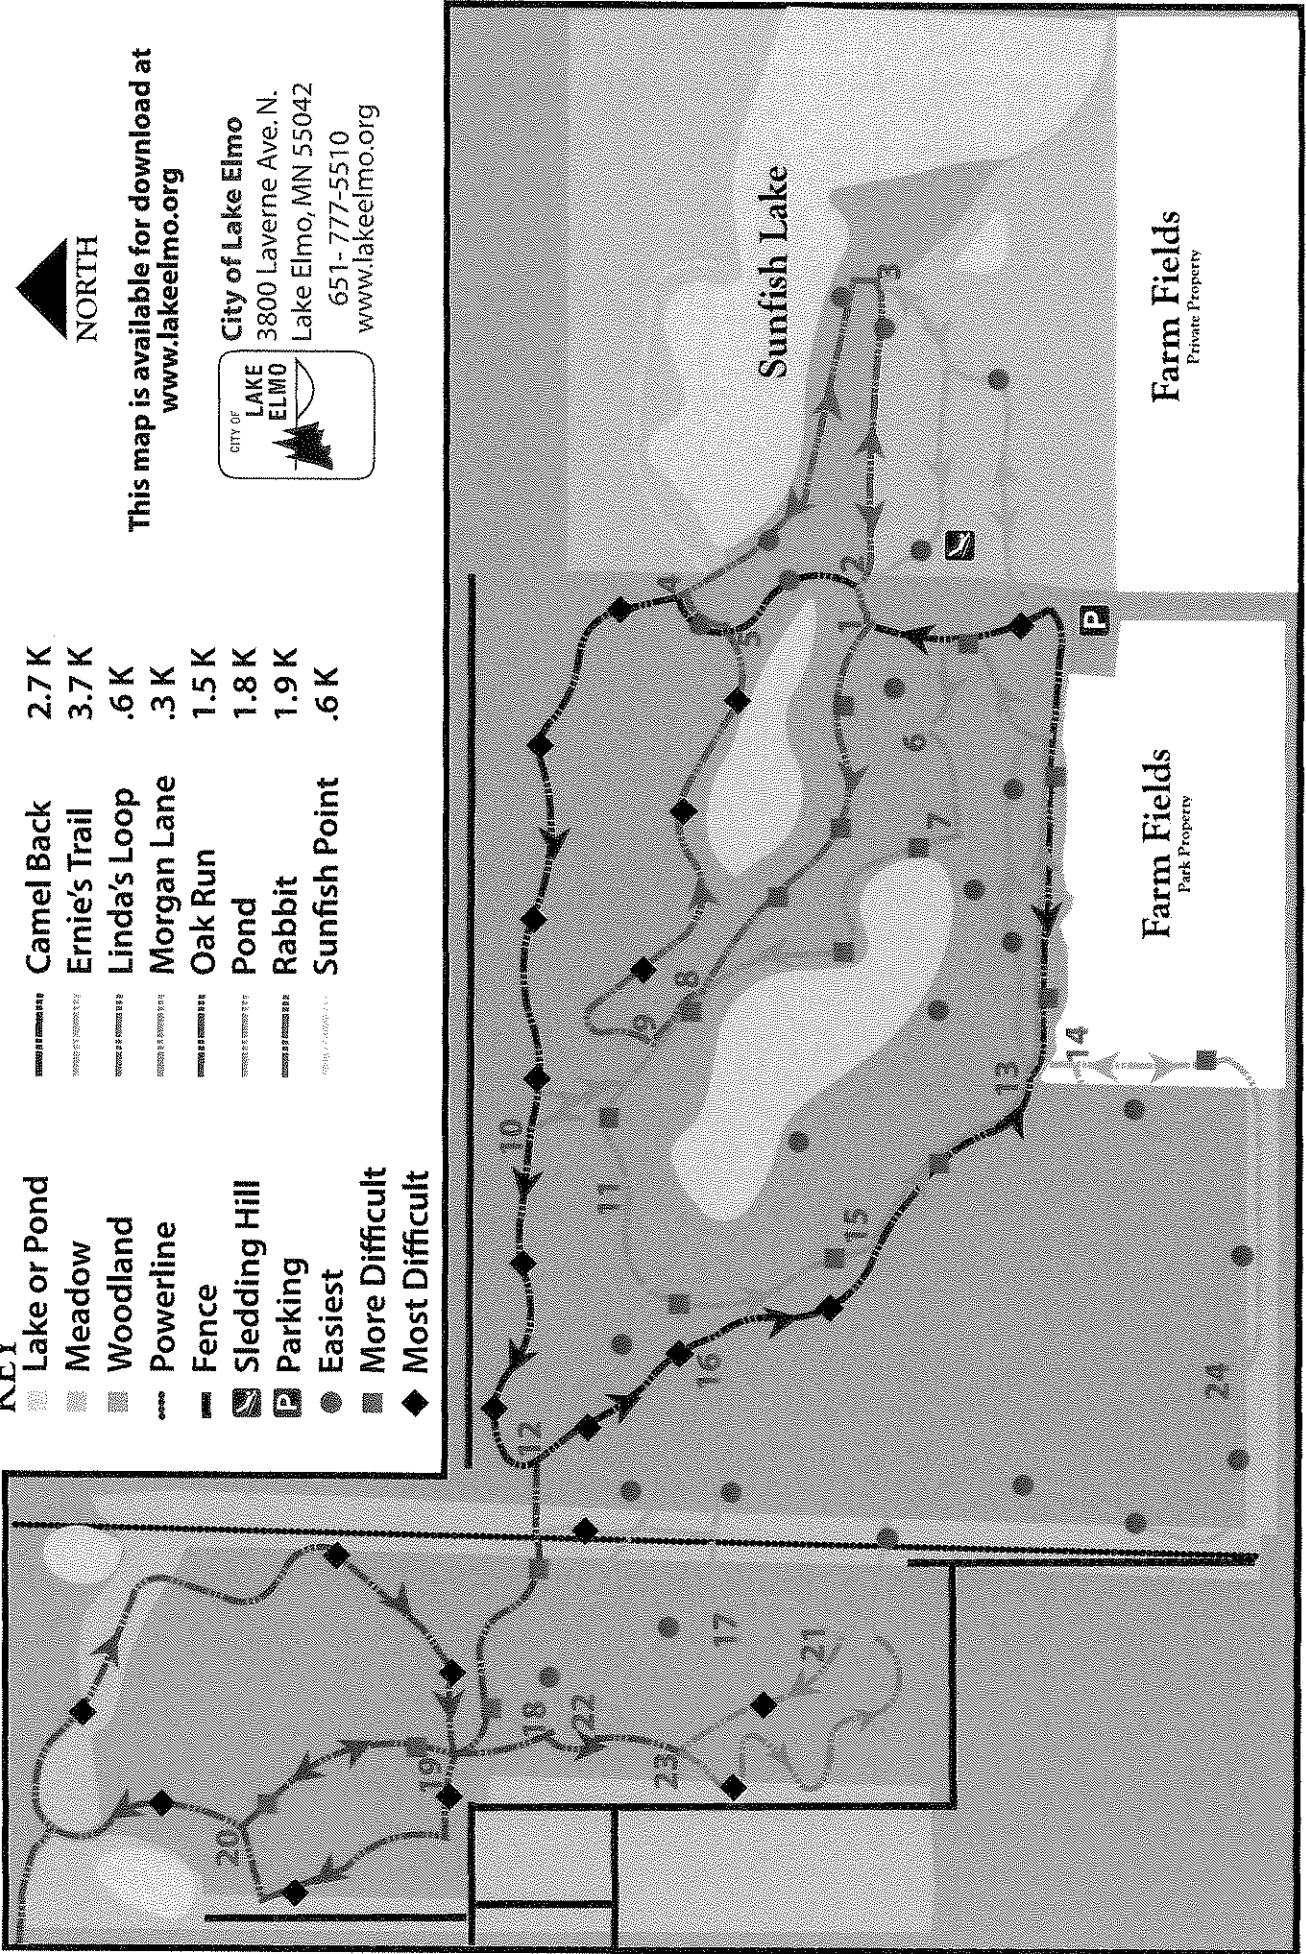 KEY
Lake or Pond
Meadow
Woodland
Powerline
Fence
Sledding Hill
P Parking
Easiest
More Difficult
Most Difficult
Camel Back 2.7 K
Ernie's Trail 3.7 K
Linda's Loop .6 K
Morgan Lane .3 K
Oak Run 1.5 K
Pond 1.8 K
Rabbit 1.9 K
Sunfish Point .6 K
NORTH
This map is available for download at
www.lakeelmo.org
CITY OF
LAKE
ELMO
City of Lake Elmo
3800 Laverne Ave. N.
Lake Elmo, MN 55042
651- 777-5510
www.lakeelmo.org
Sunfish Lake
Farm Fields
Private Property
Farm Fields
Park Property
P
1
2
3
4
5
6
7
8
9
10
11
12
13
14
15
16
17
18
19
20
21
22
23
24